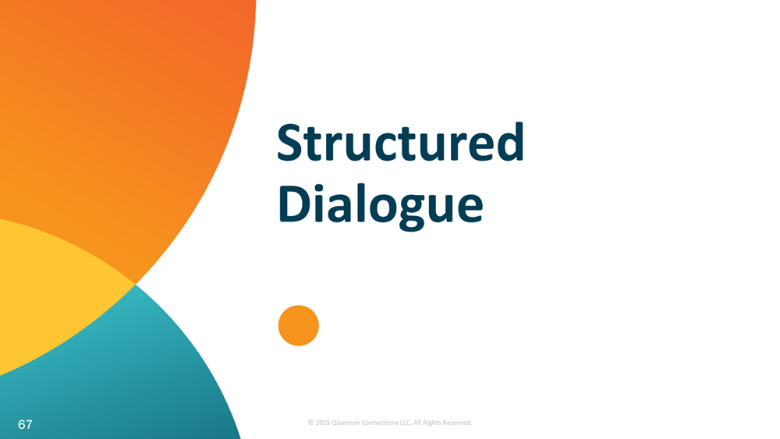 Structured
Dialogue
67
© 2025 Quantum Connections LLC. All Rights Reserved.